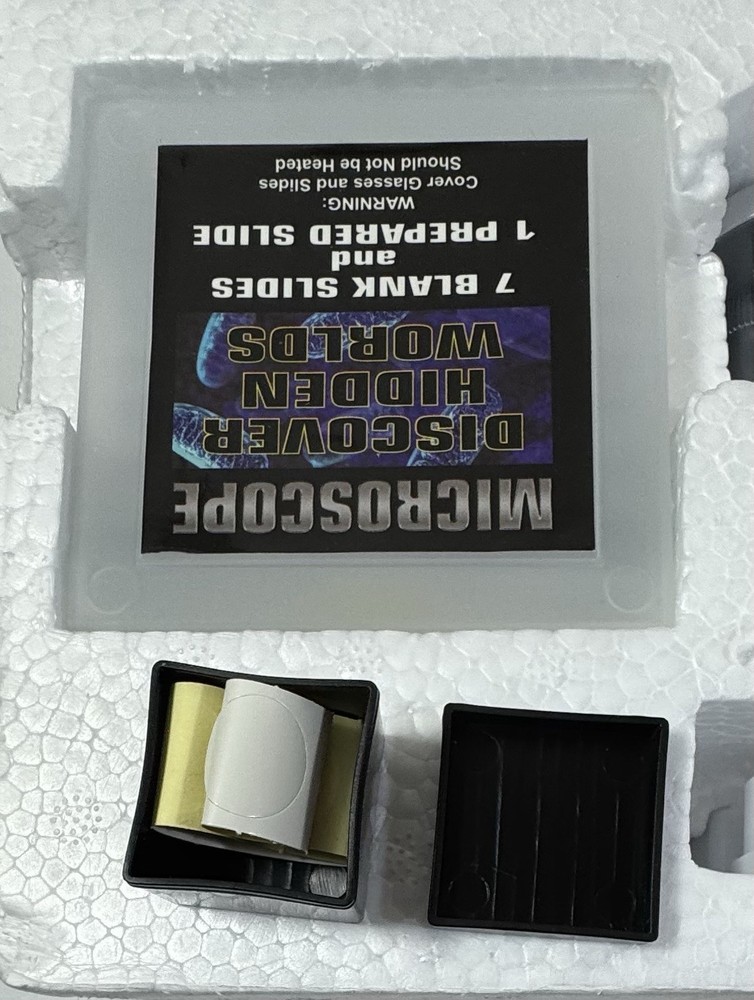 MICROSCOPE
DISCOVER
HIDDEN
WORLDS
7 BLANK SLIDES
and
1 PREPARED SLIDE
WARNING:
Cover Glasses and Slides
Should Not be Heated